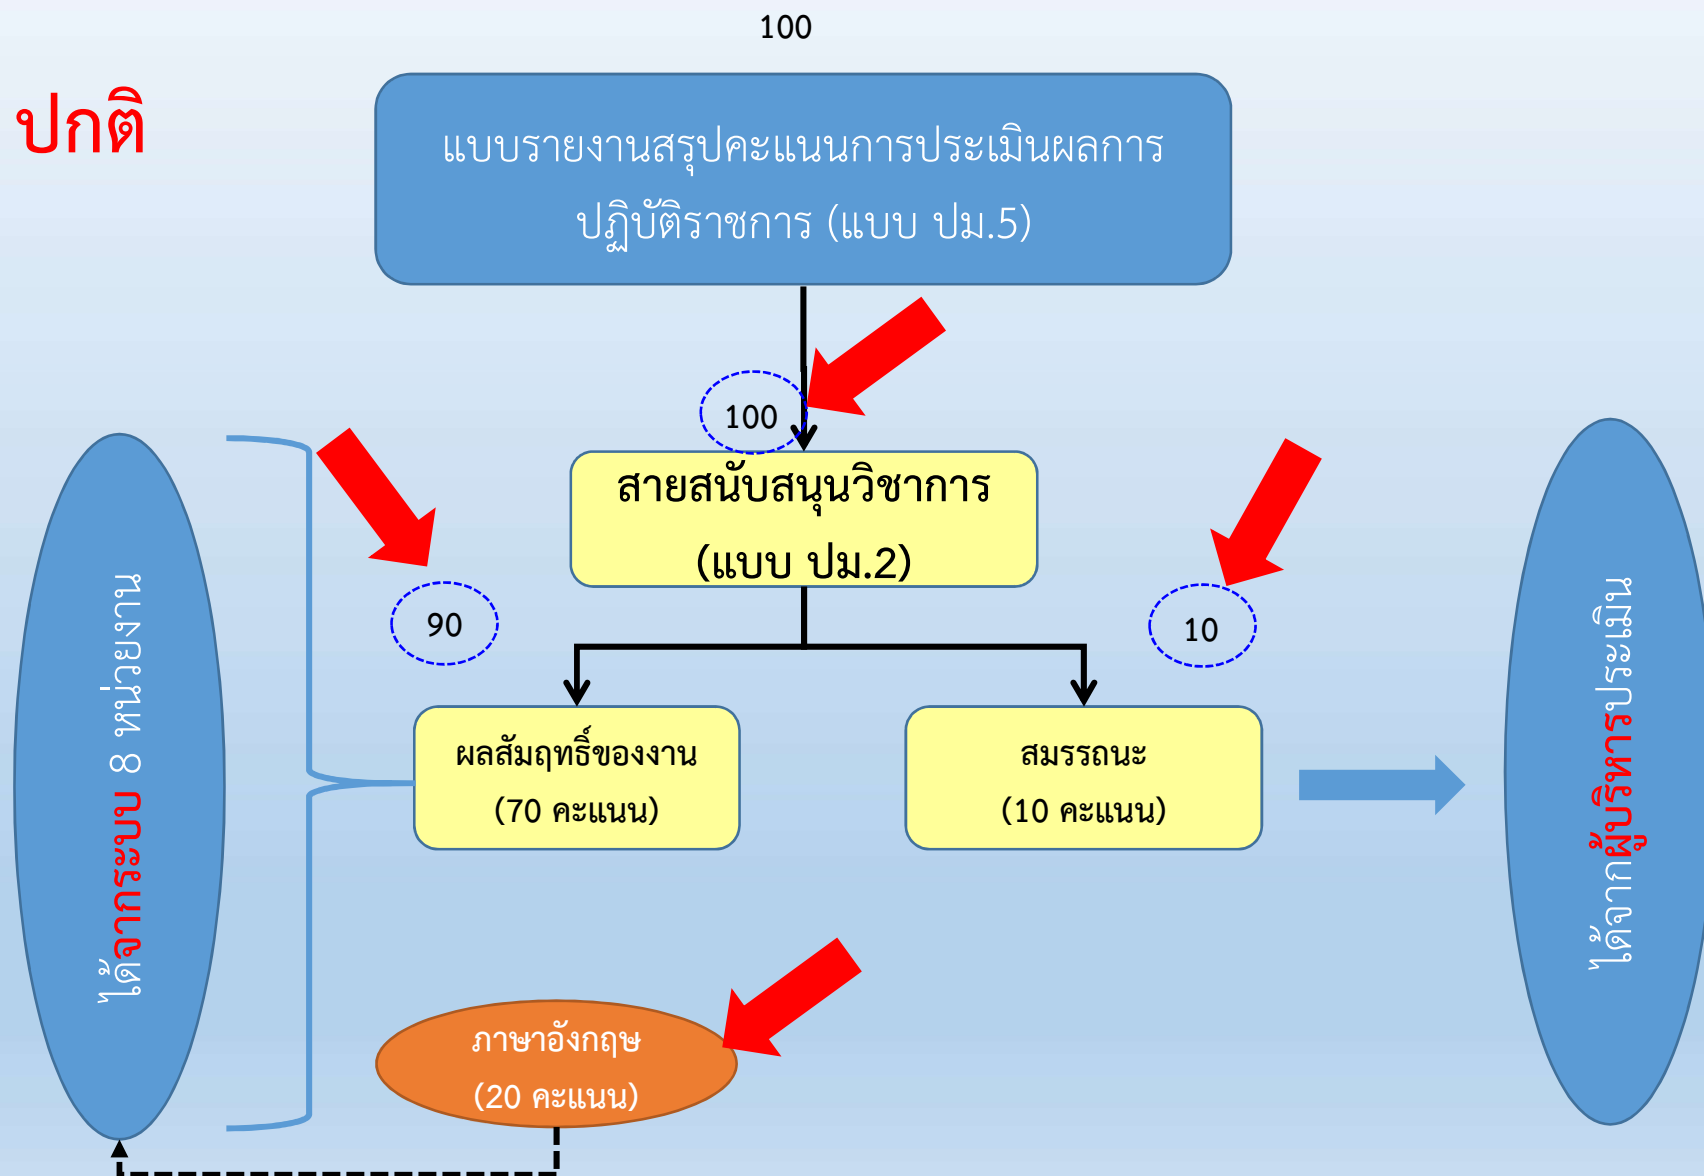 100
ปกติ
แบบรายงานสรุปคะแนนการประเมินผลการ
ปฏิบัติราชการ (แบบ ปม.5)
100
สายสนับสนุนวิชาการ
(แบบ ปม.2)
90
10
ผลสัมฤทธิ์ของงาน
(70 คะแนน)
สมรรถนะ
(10 คะแนน)
ได้จากระบบ 8 หน่วยงาน
ได้จากผู้บริหารประเมิน
ภาษาอังกฤษ
(20 คะแนน)